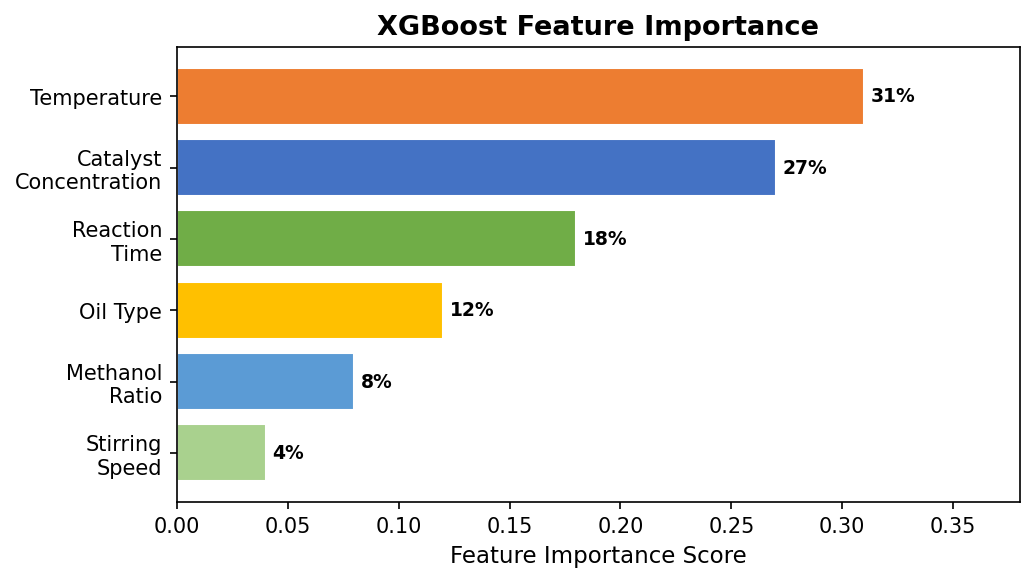 XGBoost Feature Importance
Temperature
31%
Catalyst
Concentration
27%
Reaction
Time
18%
Oil Type
12%
Methanol
Ratio
8%
Stirring
Speed
4%
0.00 0.05 0.10 0.15 0.20 0.25 0.30 0.35
Feature Importance Score